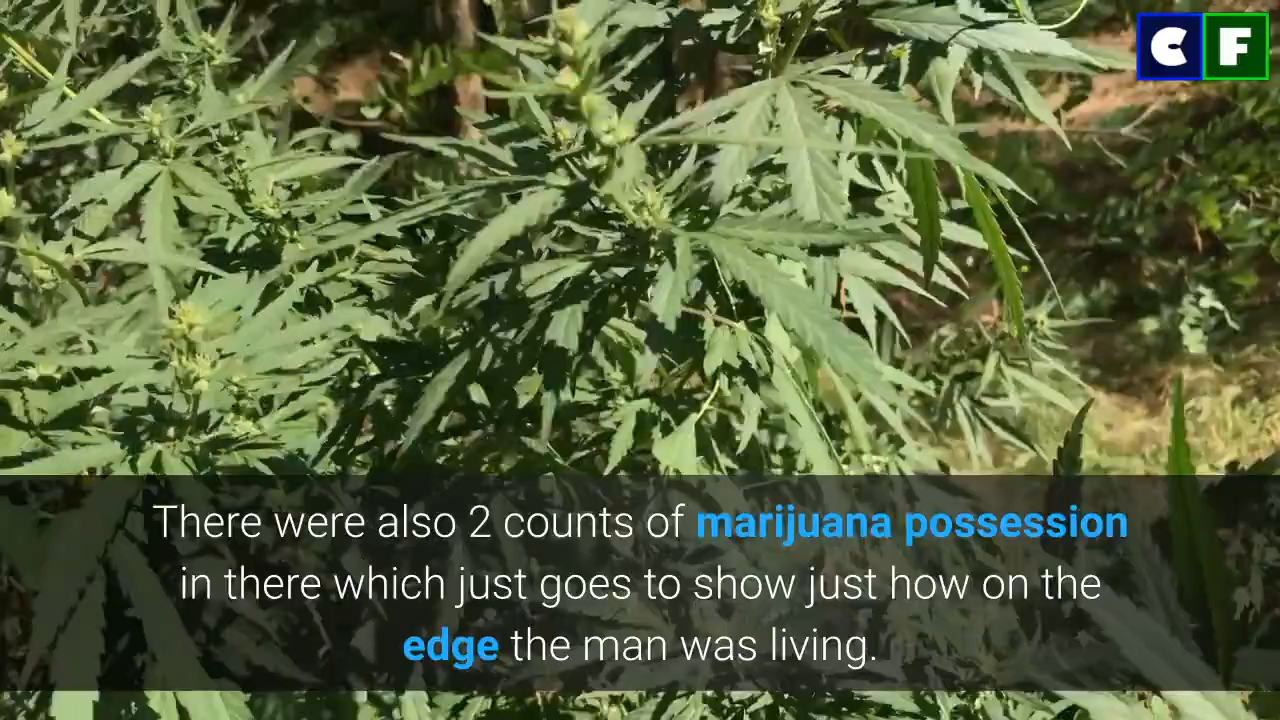 C F
There were also 2 counts of marijuana possession
in there which just goes to show just how on the
edge the man was living.